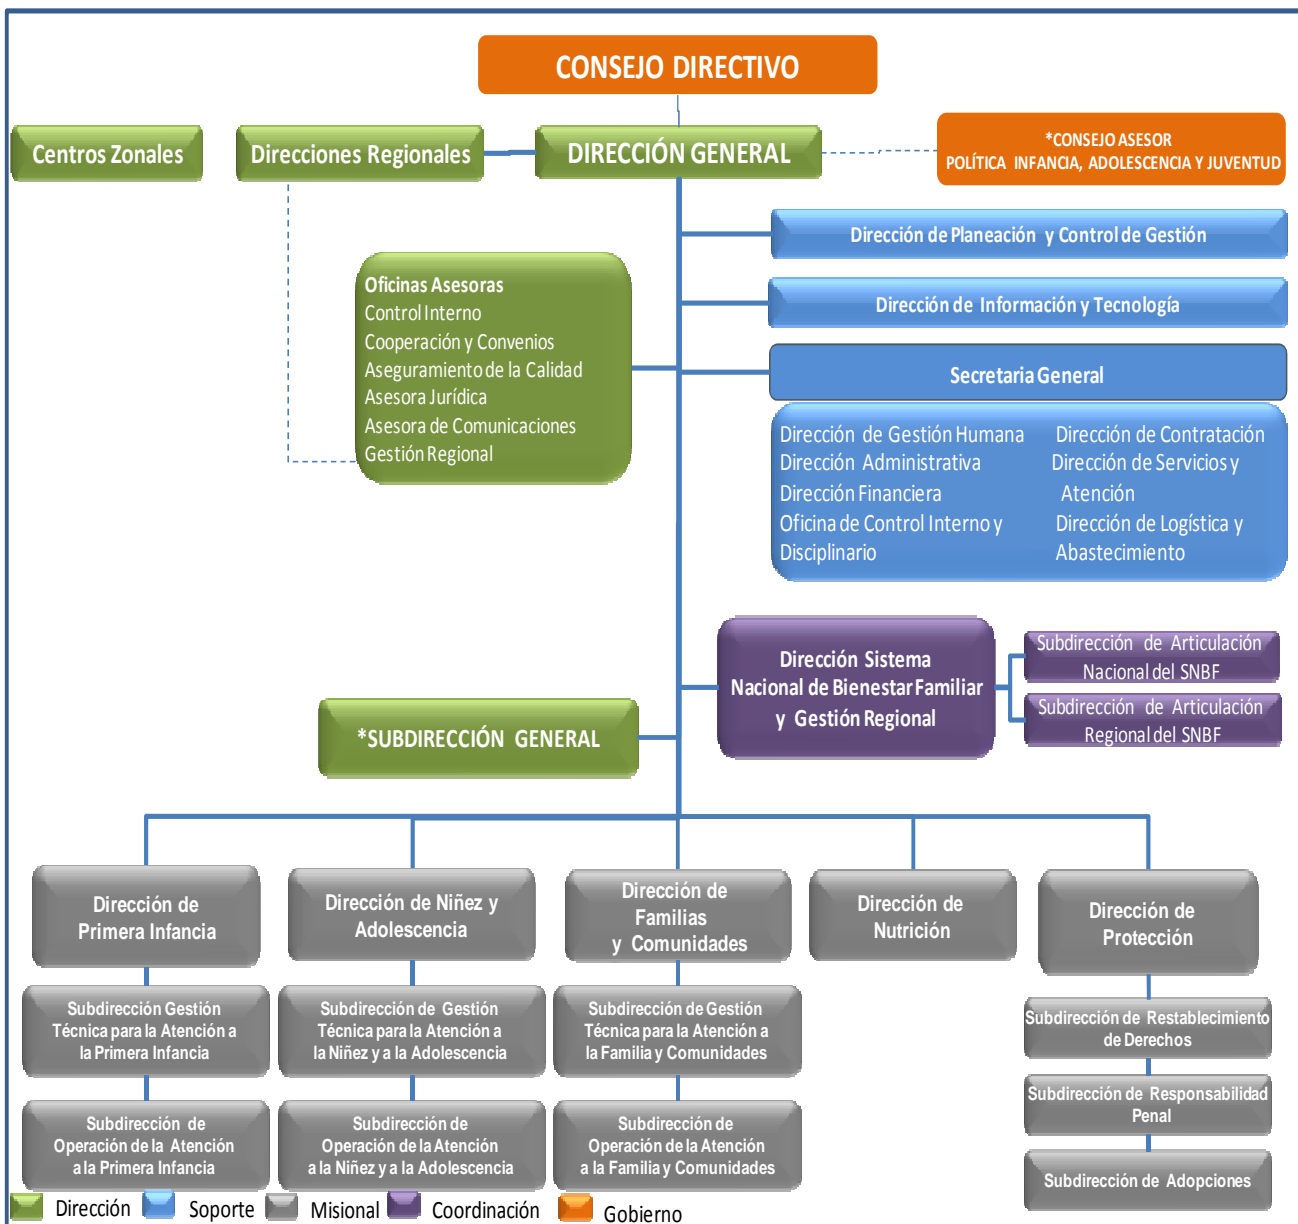 CONSEJO DIRECTIVO
Centros Zonales
Direcciones Regionales
DIRECCIÓN GENERAL
*CONSEJO ASESOR
POLÍTICA INFANCIA, ADOLESCENCIA Y JUVENTUD
Dirección de Planeación y Control de Gestión
Oficinas Asesoras
Control Interno
Cooperación y Convenios
Aseguramiento de la Calidad
Asesora Jurídica
Asesora de Comunicaciones
Gestión Regional
Dirección de Información y Tecnología
Secretaria General
Dirección de Gestión Humana
Dirección Administrativa
Dirección Financiera
Oficina de Control Interno y
Disciplinario
Dirección de Contratación
Dirección de Servicios y
Atención
Dirección de Logística y
Abastecimiento
Dirección Sistema
Nacional de Bienestar Familiar
y Gestión Regional
Subdirección de Articulación
Nacional del SNBF
Subdirección de Articulación
Regional del SNBF
*SUBDIRECCIÓN GENERAL
Dirección de
Primera Infancia
Dirección de Niñez y
Adolescencia
Dirección de
Familias
y Comunidades
Dirección de
Nutrición
Dirección de
Protección
Subdirección Gestión
Técnica para la Atención a
la Primera Infancia
Subdirección de Gestión
Técnica para la Atención a
la Niñez y a la Adolescencia
Subdirección de Gestión
Técnica para la Atención a
la Familia y Comunidades
Subdirección de Restablecimiento
de Derechos
Subdirección de Responsabilidad
Penal
Subdirección de
Operación de la Atención
a la Primera Infancia
Subdirección de
Operación de la Atención
a la Niñez y a la Adolescencia
Subdirección de
Operación de la Atención
a la Familia y Comunidades
Subdirección de Adopciones
Dirección
Soporte
Misional
Coordinación
Gobierno